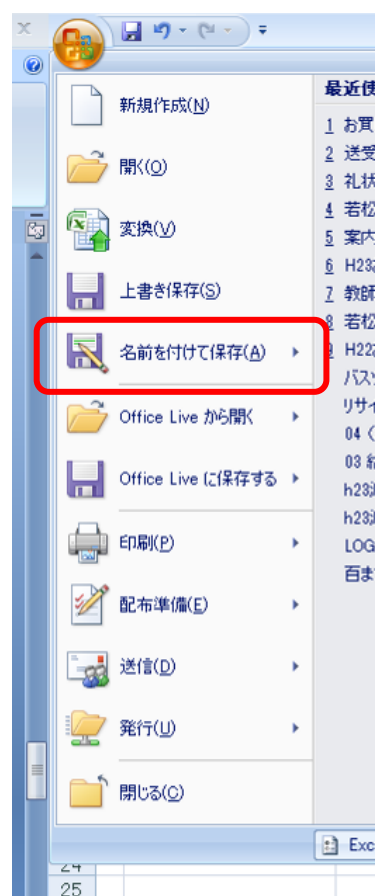 新規作成(N)
開く(O)
変換(V)
上書き保存(S)
名前を付けて保存(A)
Office Live から開く
Office Live に保存する
印刷(P)
配布準備(E)
送信(D)
発行(U)
閉じる(C)
最近使
1 お買
2 送受
3 礼状
4 若松
5 案内
6 H23
7 教師
8 若松
H22
バス
リサイ
04
03
h23
h23
LOG
百ま
Exc
24
25